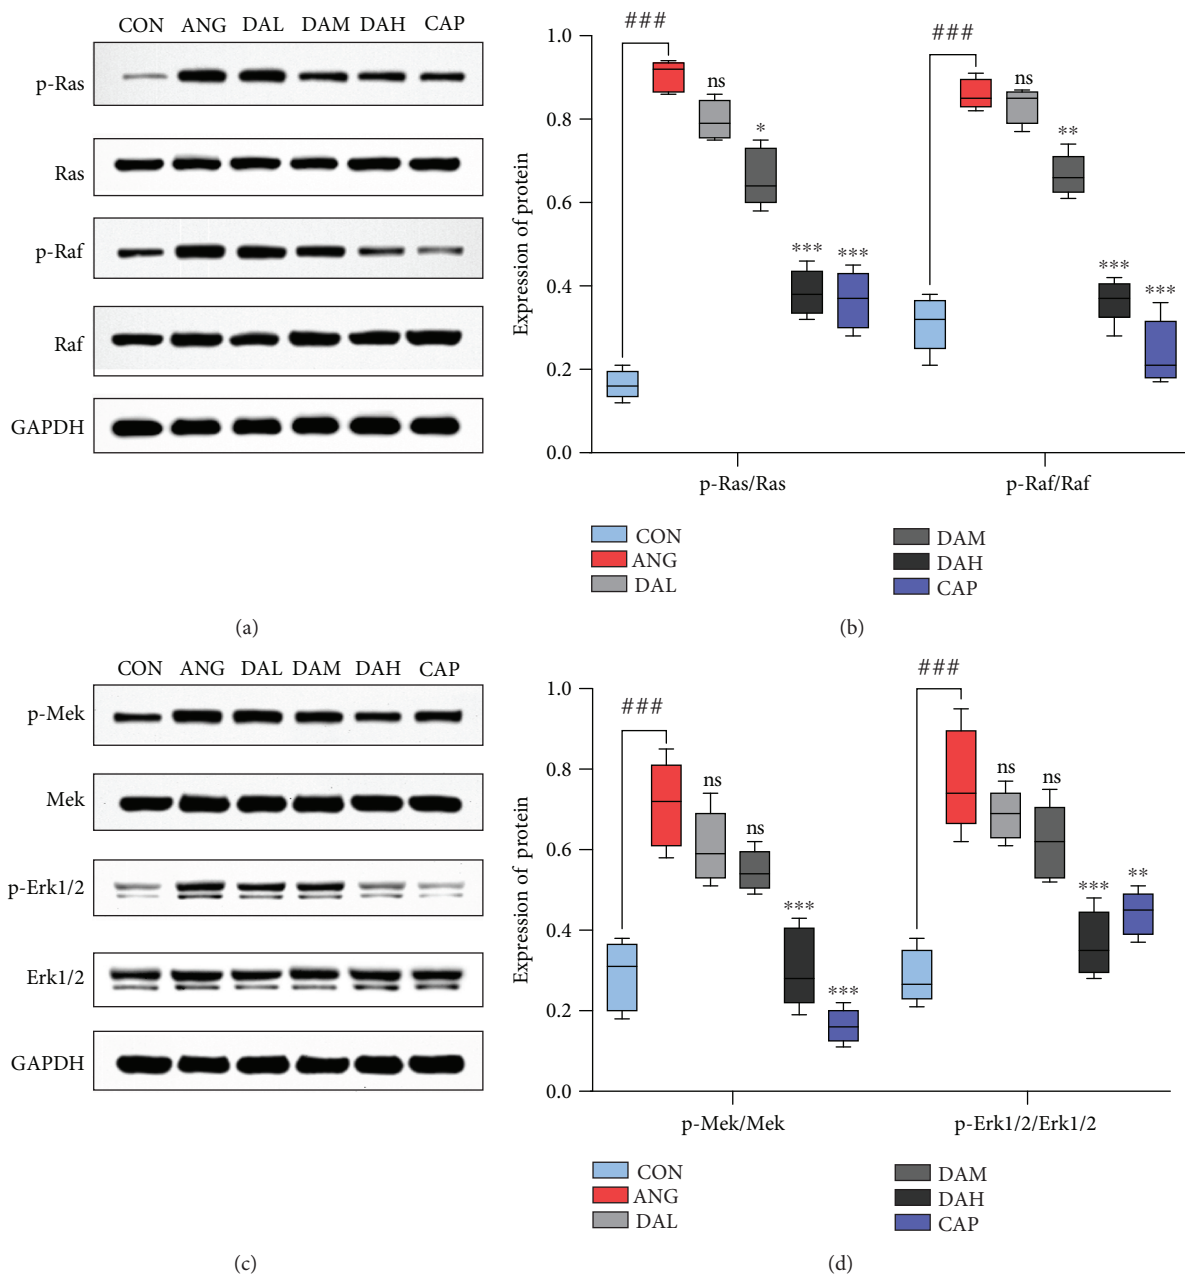 CON ANG DAL DAM DAH CAP
p-Ras
Ras
p-Raf
Raf
GAPDH
(a)
Expression of protein
1.0
0.8
0.6
0.4
0.2
0.0
###
ns
*
***
***
###
ns
**
***
***
p-Ras/Ras
p-Raf/Raf
CON
ANG
DAL
DAM
DAH
CAP
(b)
CON ANG DAL DAM DAH CAP
p-Mek
Mek
p-Erk1/2
Erk1/2
GAPDH
(c)
Expression of protein
1.0
0.8
0.6
0.4
0.2
0.0
###
ns
ns
***
***
###
ns
ns
***
**
p-Mek/Mek
p-Erk1/2/Erk1/2
CON
ANG
DAL
DAM
DAH
CAP
(d)